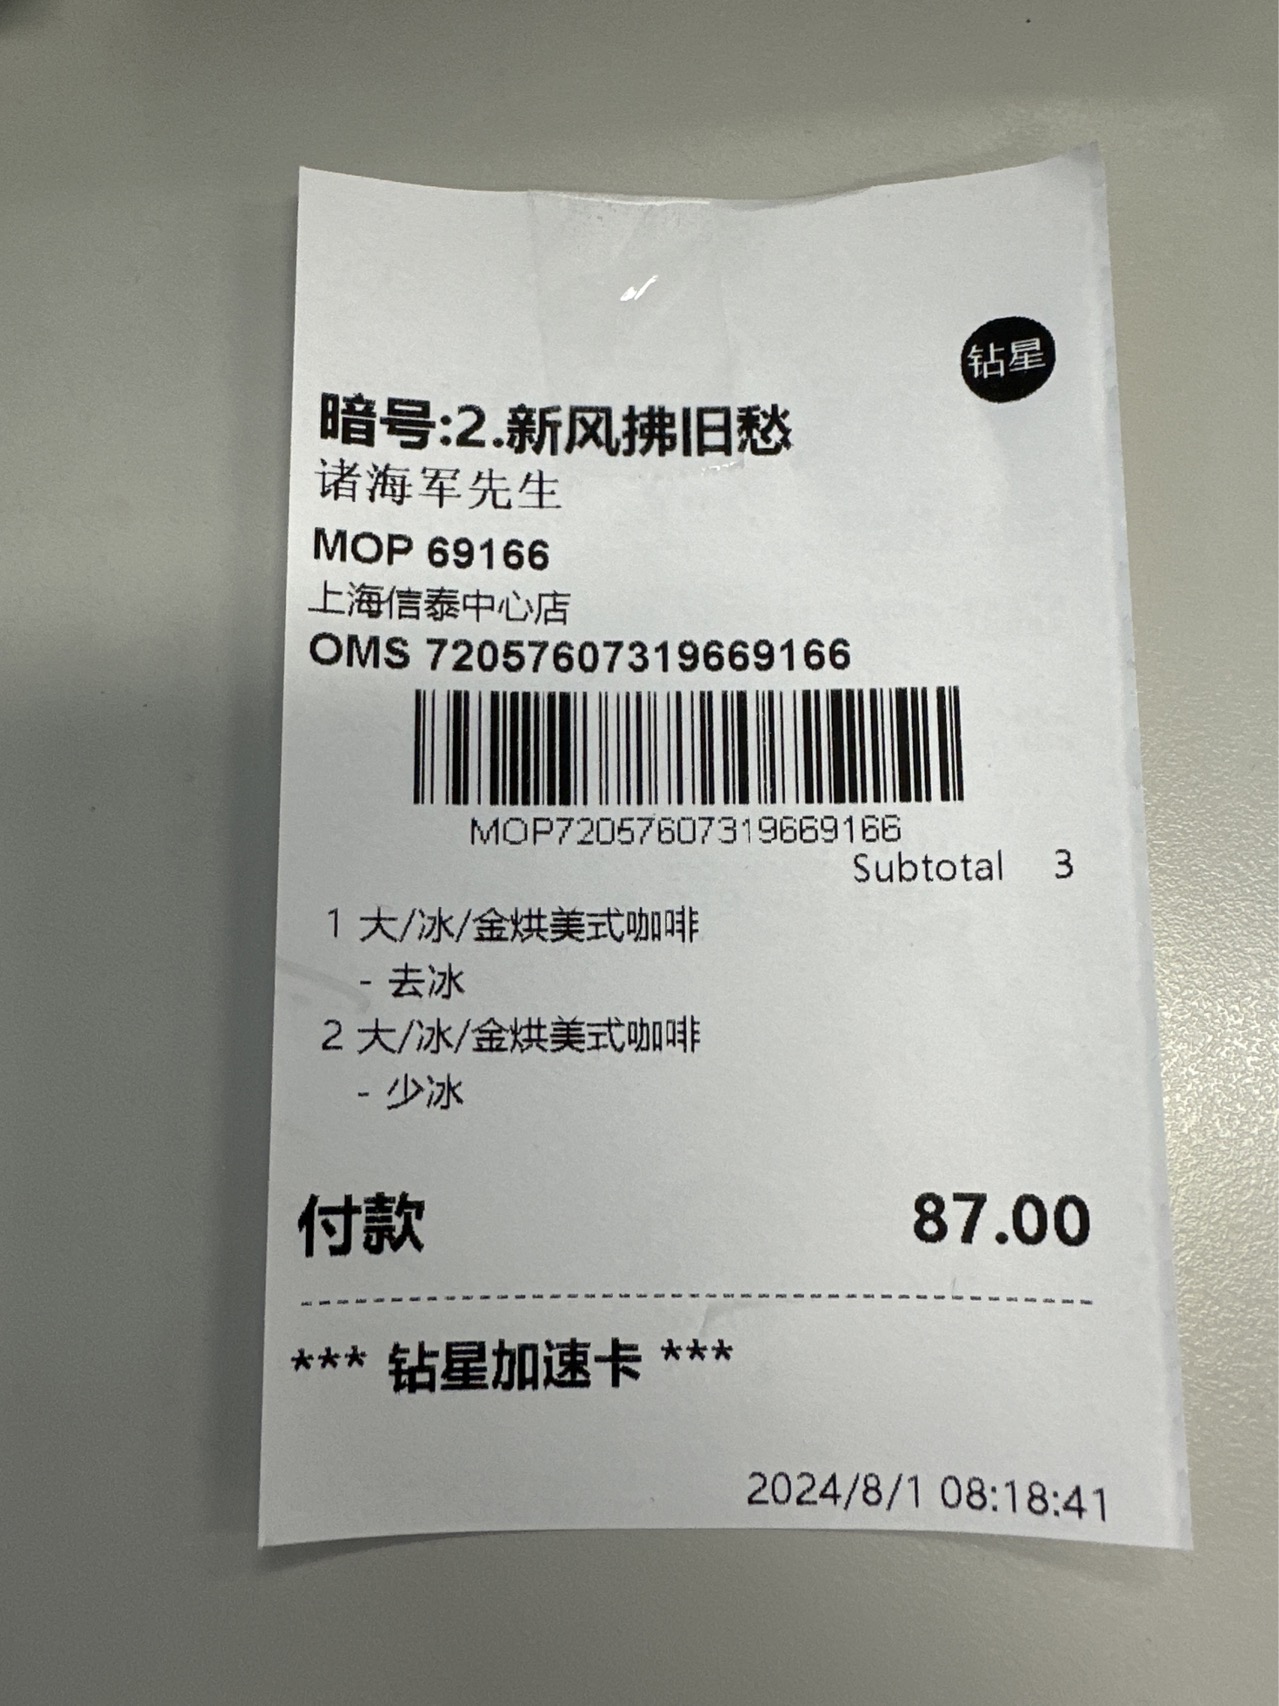 钻星
暗号:2.新风拂旧愁
诸海军先生
MOP 69166
上海信泰中心店
OMS 72057607319669166
MOP72057607319669166
Subtotal 3
1 大/冰/金烘美式咖啡
- 去冰
2 大/冰/金烘美式咖啡
- 少冰
付款 87.00
*** 钻星加速卡 ***
2024/8/1 08:18:41